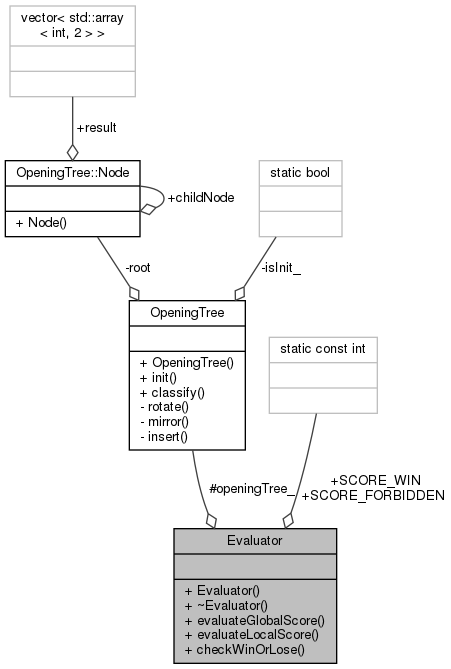 vector< std::array
< int, 2 > >
+result
OpeningTree::Node
+ Node()
+childNode
static bool
-root
-isInit_
OpeningTree
+ OpeningTree()
+ init()
+ classify()
- rotate()
- mirror()
- insert()
static const int
#openingTree_
+SCORE_WIN
+SCORE_FORBIDDEN
Evaluator
+ Evaluator()
+ ~Evaluator()
+ evaluateGlobalScore()
+ evaluateLocalScore()
+ checkWinOrLose()